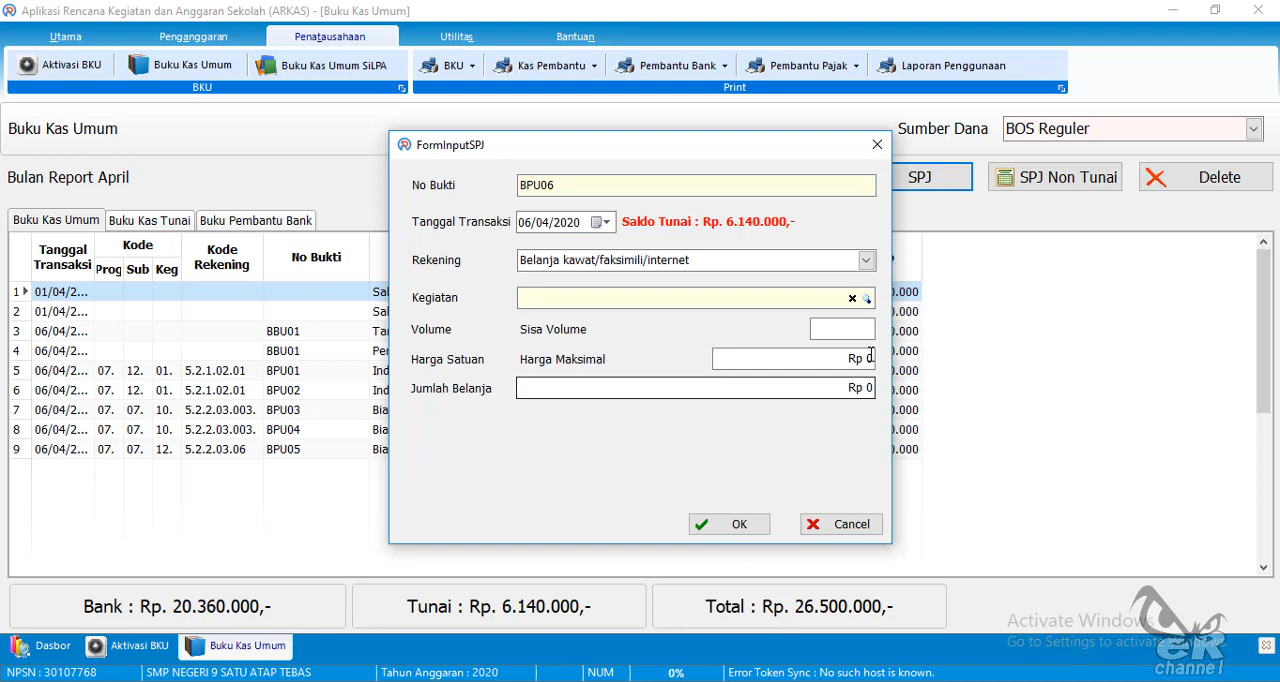 Aplikasi Rencana Kegiatan dan Anggaran Sekolah (ARKAS) - [Buku Kas Umum]
Utama Penganggaran Penatausahaan Utilitas Bantuan
Aktivasi BKU Buku Kas Umum Buku Kas Umum SiLPA BKU Kas Pembantu Pembantu Bank Pembantu Pajak Laporan Penggunaan
BKU Print
Buku Kas Umum Sumber Dana BOS Reguler
Bulan Report April SPJ SPJ Non Tunai Delete
Buku Kas Umum Buku Kas Tunai Buku Pembantu Bank
Tanggal Transaksi Kode Prog Sub Keg Kode Rekening No Bukti
1 01/04/2... Sal 0.000
2 01/04/2... Sal 0.000
3 06/04/2... BBU01 Tar 0.000
4 06/04/2... BBU01 Per 0.000
5 06/04/2... 07. 12. 01. 5.2.1.02.01 BPU01 Ind 0.000
6 06/04/2... 07. 12. 01. 5.2.1.02.01 BPU02 Ind 0.000
7 06/04/2... 07. 07. 10. 5.2.2.03.003. BPU03 Bia 0.000
8 06/04/2... 07. 07. 10. 5.2.2.03.003. BPU04 Bia 0.000
9 06/04/2... 07. 07. 12. 5.2.2.03.06 BPU05 Bia 0.000
FormInputSPJ
No Bukti BPU06
Tanggal Transaksi 06/04/2020 Saldo Tunai : Rp. 6.140.000,-
Rekening Belanja kawat/faksimili/internet
Kegiatan
Volume Sisa Volume
Harga Satuan Harga Maksimal Rp 0
Jumlah Belanja Rp 0
OK Cancel
Bank : Rp. 20.360.000,- Tunai : Rp. 6.140.000,- Total : Rp. 26.500.000,-
Activate Windows
Go to Settings to activate
channel
Dasbor Aktivasi BKU Buku Kas Umum
NPSN : 30107768 SMP NEGERI 9 SATU ATAP TEBAS Tahun Anggaran : 2020 NUM 0% Error Token Sync : No such host is known.